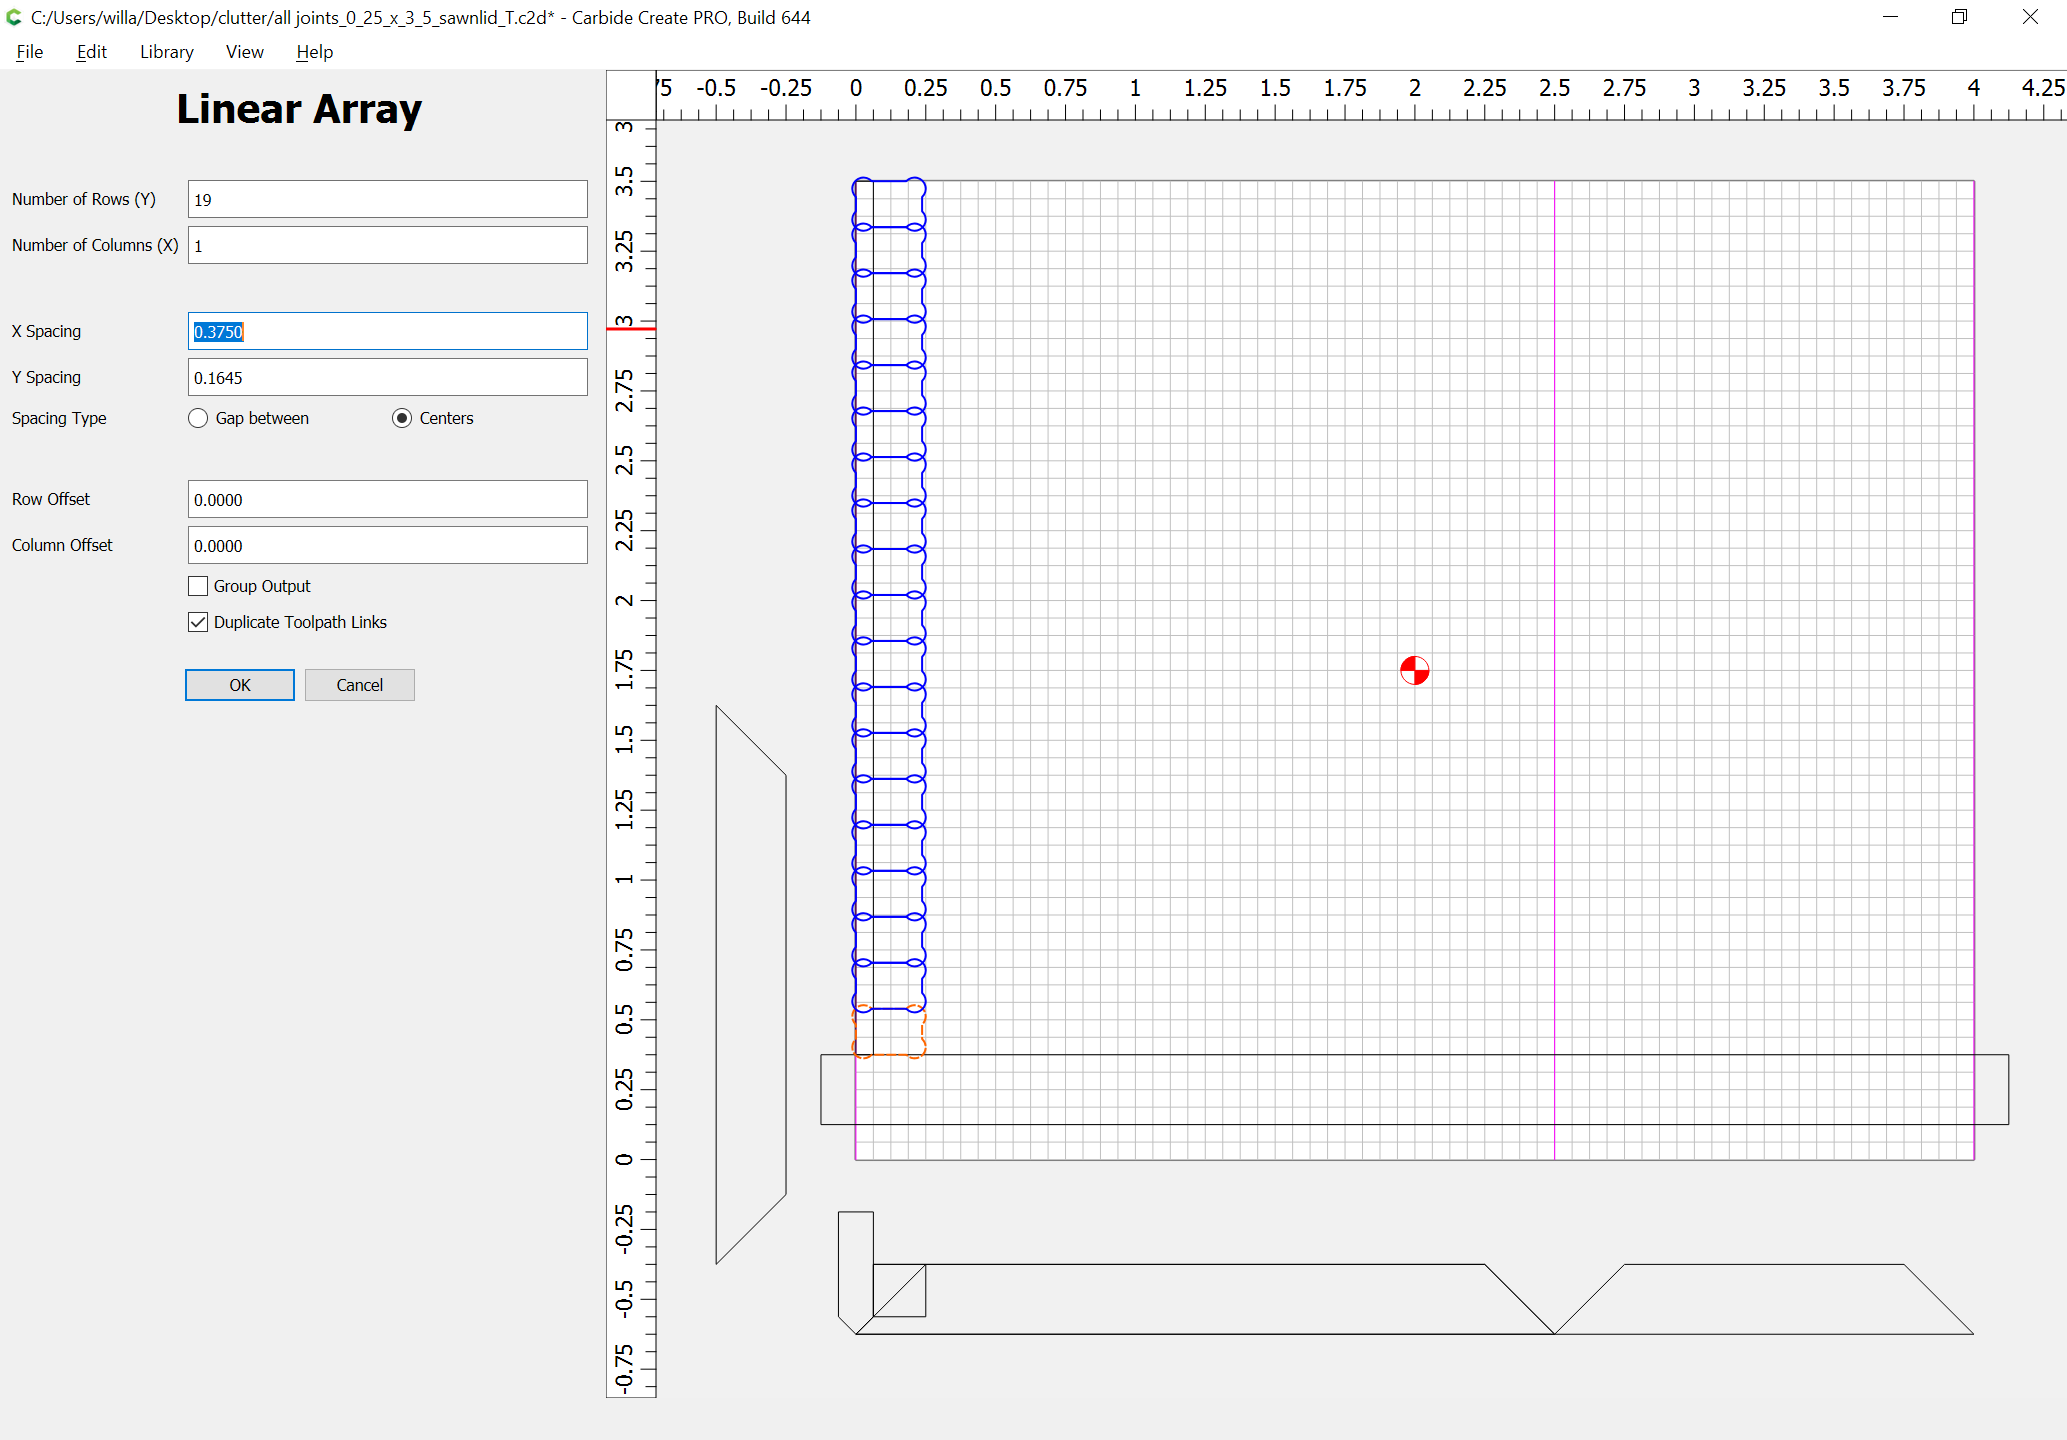 C:/Users/willa/Desktop/clutter/all joints_0_25_x_3_5_sawnlid_T.c2d* - Carbide Create PRO, Build 644
File Edit Library View Help
Linear Array
Number of Rows (Y) 19
Number of Columns (X) 1
X Spacing 0.3750
Y Spacing 0.1645
Spacing Type Gap between Centers
Row Offset 0.0000
Column Offset 0.0000
Group Output
Duplicate Toolpath Links
OK Cancel
75 -0.5 -0.25 0 0.25 0.5 0.75 1 1.25 1.5 1.75 2 2.25 2.5 2.75 3 3.25 3.5 3.75 4 4.25
3
3.5
3.25
3
2.75
2.5
2.25
2
1.75
1.5
1.25
1
0.75
0.5
0.25
0
-0.25
-0.5
-0.75